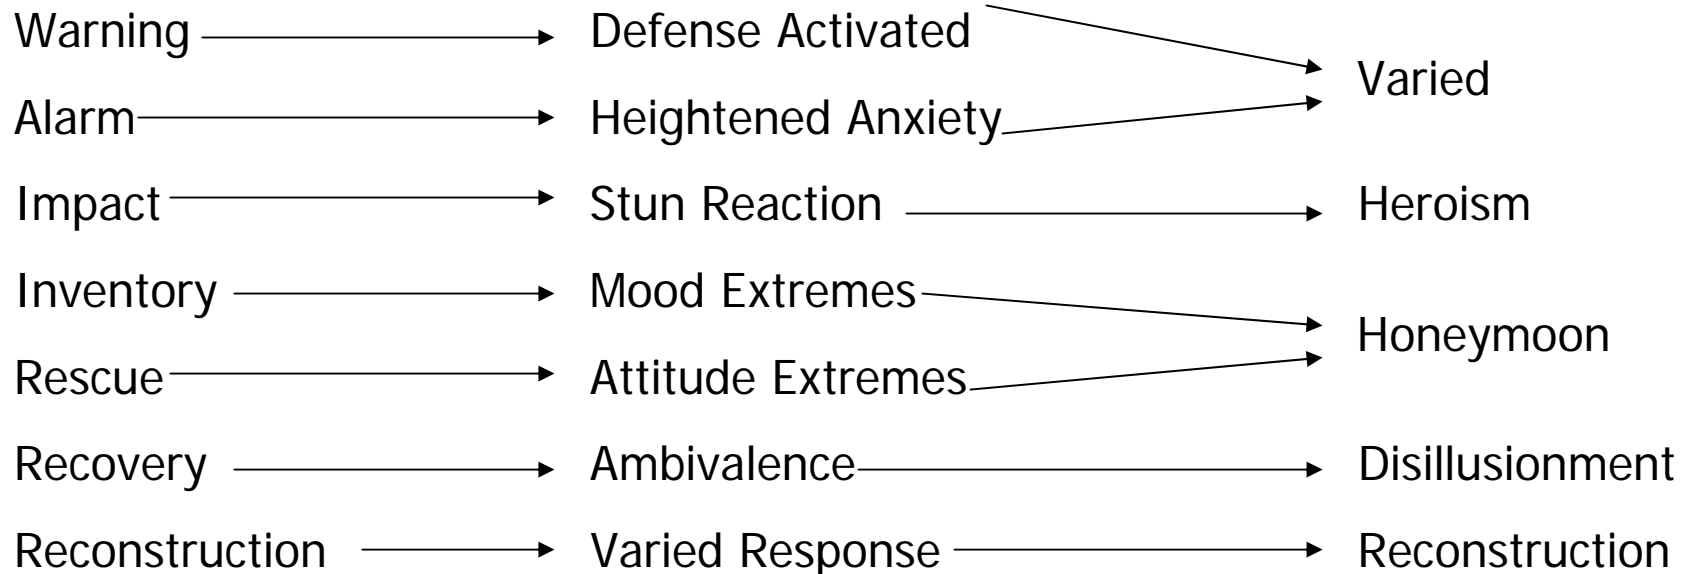 Warning Defense Activated
Varied
Alarm Heightened Anxiety
Impact Stun Reaction Heroism
Inventory Mood Extremes
Honeymoon
Rescue Attitude Extremes
Recovery Ambivalence Disillusionment
Reconstruction Varied Response Reconstruction